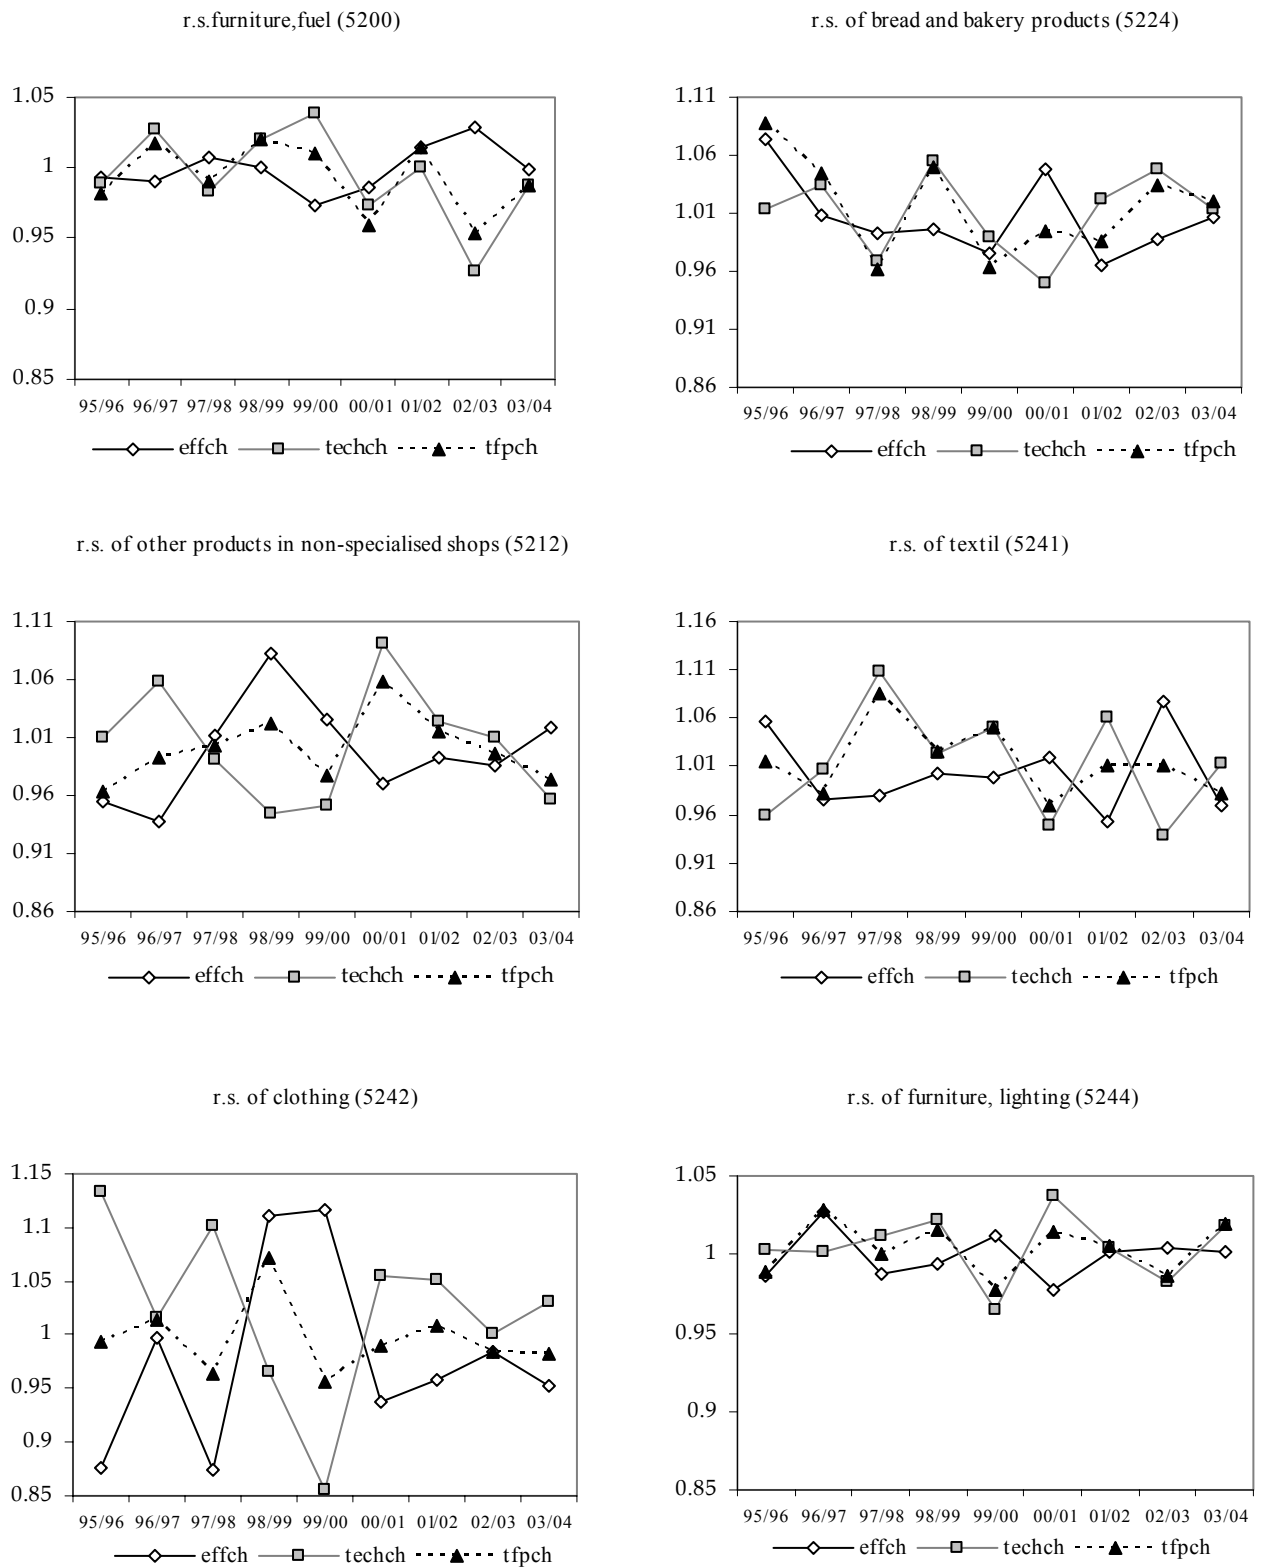 r.s.furniture,fuel (5200)
1.05
1
0.95
0.9
0.85
95/96 96/97 97/98 98/99 99/00 00/01 01/02 02/03 03/04
effch techch tfpch
r.s. of bread and bakery products (5224)
1.11
1.06
1.01
0.96
0.91
0.86
95/96 96/97 97/98 98/99 99/00 00/01 01/02 02/03 03/04
effch techch tfpch
r.s. of other products in non-specialised shops (5212)
1.11
1.06
1.01
0.96
0.91
0.86
95/96 96/97 97/98 98/99 99/00 00/01 01/02 02/03 03/04
effch techch tfpch
r.s. of textil (5241)
1.16
1.11
1.06
1.01
0.96
0.91
0.86
95/96 96/97 97/98 98/99 99/00 00/01 01/02 02/03 03/04
effch techch tfpch
r.s. of clothing (5242)
1.15
1.1
1.05
1
0.95
0.9
0.85
95/96 96/97 97/98 98/99 99/00 00/01 01/02 02/03 03/04
effch techch tfpch
r.s. of furniture, lighting (5244)
1.05
1
0.95
0.9
0.85
95/96 96/97 97/98 98/99 99/00 00/01 01/02 02/03 03/04
effch techch tfpch